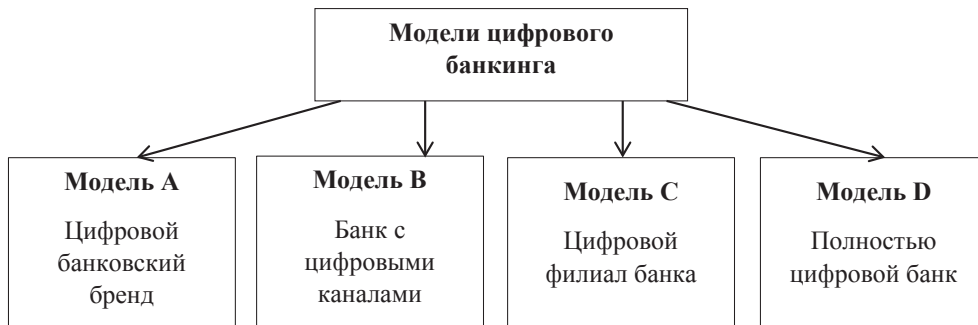 Модели цифрового
банкинга
Модель A
Цифровой
банковский
бренд
Модель B
Банк с
цифровыми
каналами
Модель C
Цифровой
филиал банка
Модель D
Полностью
цифровой банк